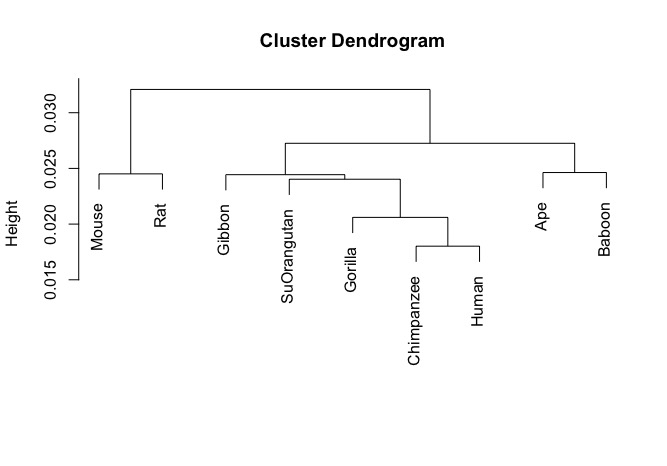 Cluster Dendrogram
Height
0.030
0.025
0.020
0.015
Mouse
Rat
Gibbon
SuOrangutan
Gorilla
Chimpanzee
Human
Ape
Baboon